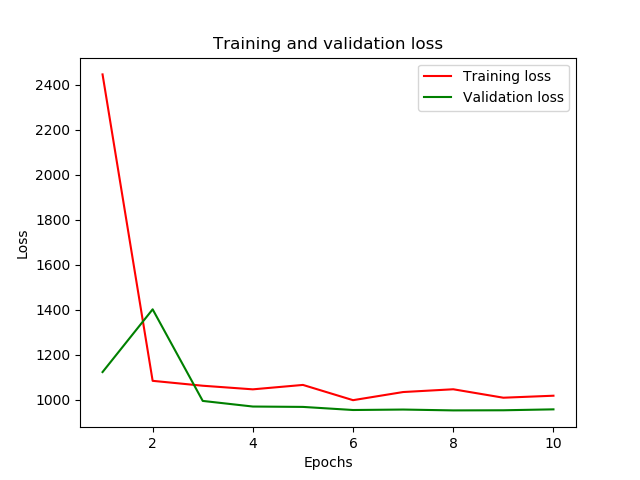 Training and validation loss
Training loss
Validation loss
2400
2200
2000
1800
1600
1400
1200
1000
Loss
2 4 6 8 10
Epochs